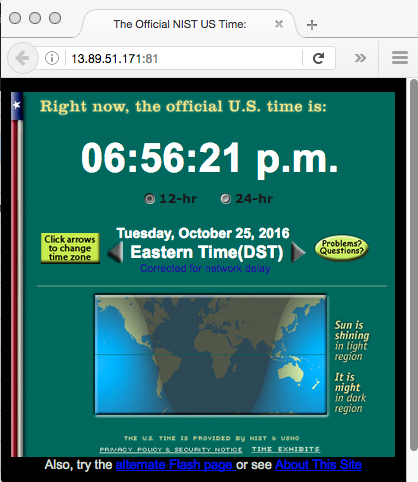 The Official NIST US Time:
13.89.51.171:81
Right now, the official U.S. time is:
06:56:21 p.m.
12-hr 24-hr
Click arrows
to change
time zone
Tuesday, October 25, 2016
Eastern Time(DST)
Corrected for network delay
Problems?
Questions?
Sun is
shining
in light
region
It is
night
in dark
region
THE U.S. TIME IS PROVIDED BY NIST & USNO
PRIVACY POLICY & SECURITY NOTICE TIME EXHIBITS
Also, try the alternate Flash page or see About This Site